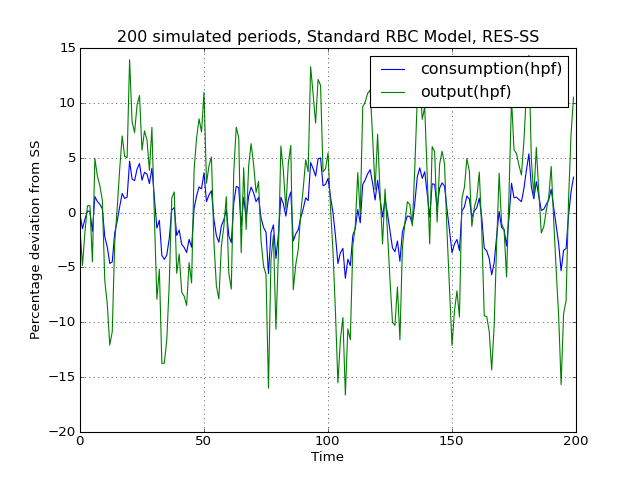 200 simulated periods, Standard RBC Model, RES-SS
consumption(hpf)
output(hpf)
Percentage deviation from SS
15
10
5
0
−5
−10
−15
−20
0 50 100 150 200
Time